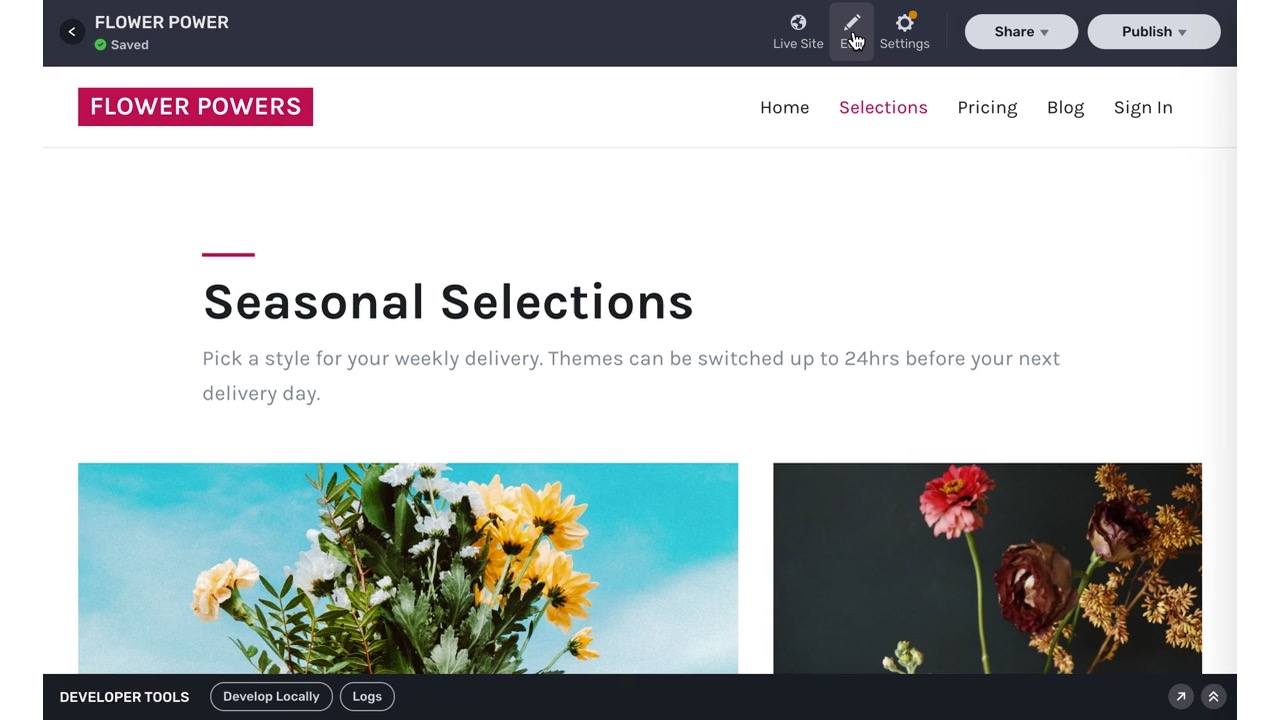 FLOWER POWER
Saved
Live Site
Settings
Share
Publish
FLOWER POWERS
Home Selections Pricing Blog Sign In
Seasonal Selections
Pick a style for your weekly delivery. Themes can be switched up to 24hrs before your next
delivery day.
DEVELOPER TOOLS Develop Locally Logs